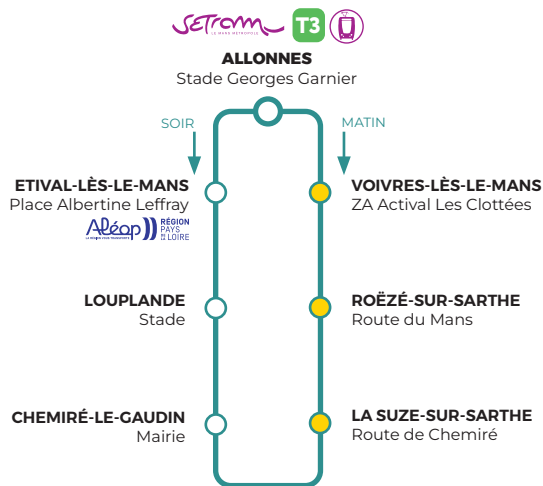 SETRAM
LE MANS MÉTROPOLE
T3
ALLONNES
Stade Georges Garnier
SOIR
MATIN
ETIVAL-LÈS-LE-MANS
Place Albertine Leffray
Aléop
RÉGION
PAYS
DE LA LOIRE
VOIVRES-LÈS-LE-MANS
ZA Actival Les Clottées
LOUPLANDE
Stade
ROËZÉ-SUR-SARTHE
Route du Mans
CHEMIRÉ-LE-GAUDIN
Mairie
LA SUZE-SUR-SARTHE
Route de Chemiré